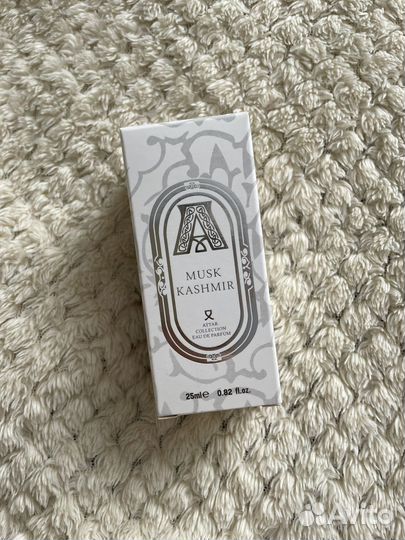 A
MUSK
KASHMIR
ATTAR
COLLECTION
EAU DE PARFUM
25ml℮ 0.82 fl.oz.
Avito